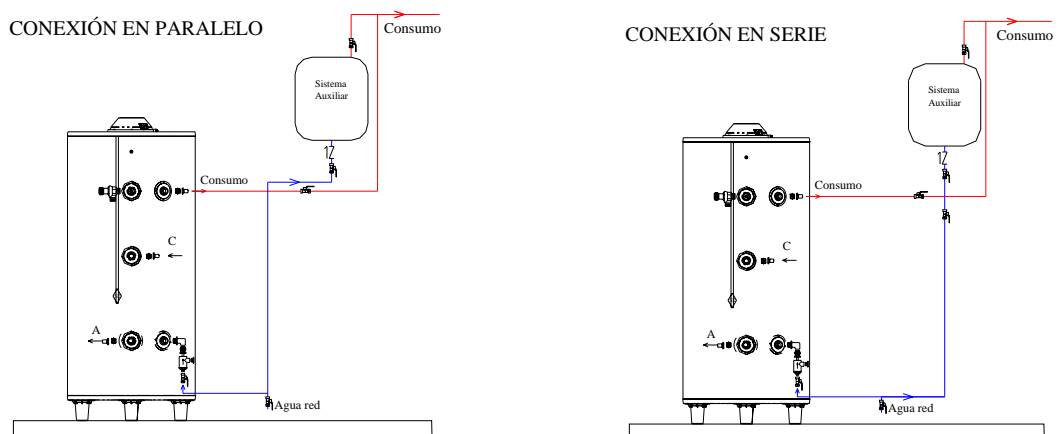 CONEXIÓN EN PARALELO
Consumo
Sistema
Auxiliar
Consumo
C
A
Agua red
CONEXIÓN EN SERIE
Consumo
Sistema
Auxiliar
Consumo
C
A
Agua red